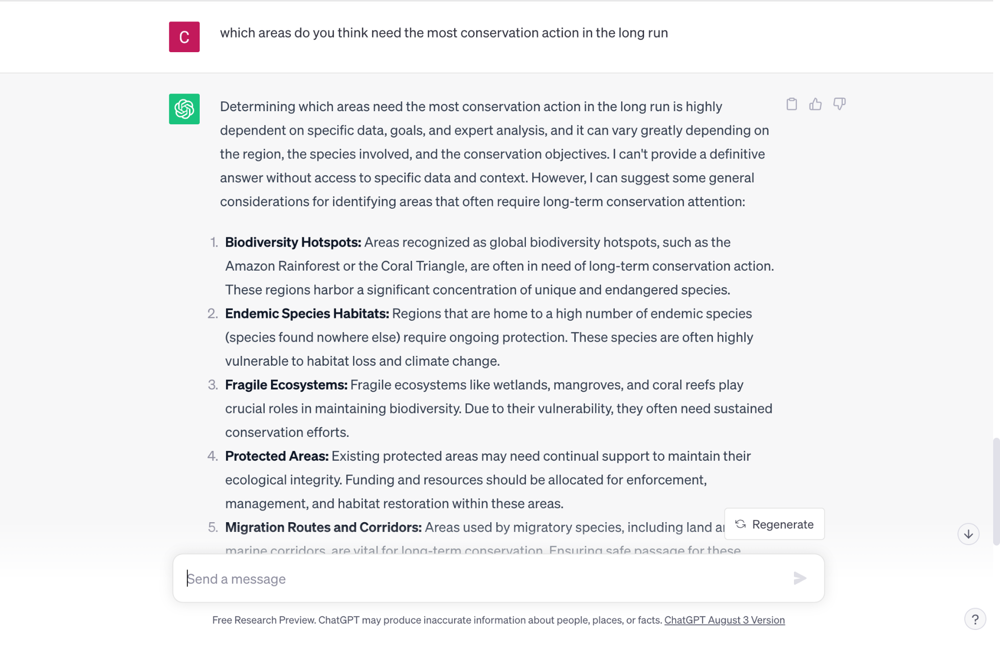 C
which areas do you think need the most conservation action in the long run
Determining which areas need the most conservation action in the long run is highly
dependent on specific data, goals, and expert analysis, and it can vary greatly depending on
the region, the species involved, and the conservation objectives. I can't provide a definitive
answer without access to specific data and context. However, I can suggest some general
considerations for identifying areas that often require long-term conservation attention:
1. Biodiversity Hotspots: Areas recognized as global biodiversity hotspots, such as the
Amazon Rainforest or the Coral Triangle, are often in need of long-term conservation action.
These regions harbor a significant concentration of unique and endangered species.
2. Endemic Species Habitats: Regions that are home to a high number of endemic species
(species found nowhere else) require ongoing protection. These species are often highly
vulnerable to habitat loss and climate change.
3. Fragile Ecosystems: Fragile ecosystems like wetlands, mangroves, and coral reefs play
crucial roles in maintaining biodiversity. Due to their vulnerability, they often need sustained
conservation efforts.
4. Protected Areas: Existing protected areas may need continual support to maintain their
ecological integrity. Funding and resources should be allocated for enforcement,
management, and habitat restoration within these areas.
5. Migration Routes and Corridors: Areas used by migratory species, including land
Regenerate
marine corridors, are vital for long-term conservation. Ensuring safe passage for these
Send a message
Free Research Preview. ChatGPT may produce inaccurate information about people, places, or facts. ChatGPT August 3 Version
?